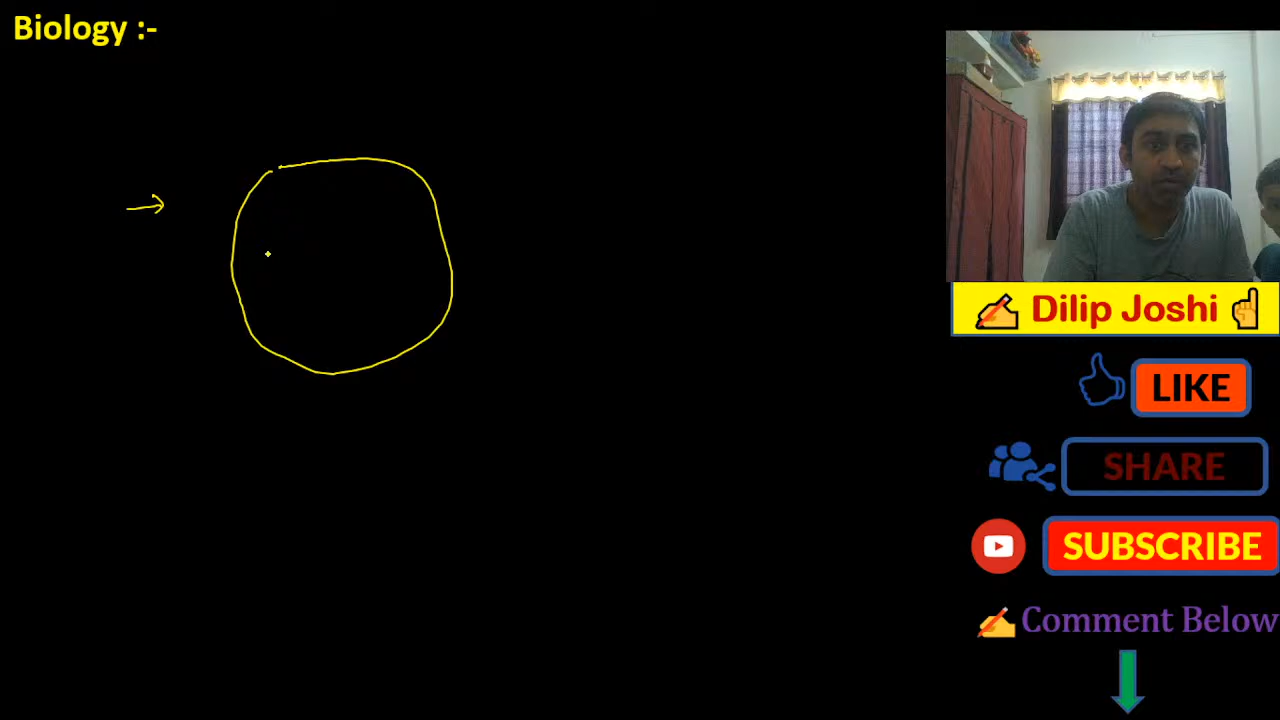 Biology :-
Dilip Joshi
LIKE
SHARE
SUBSCRIBE
Comment Below